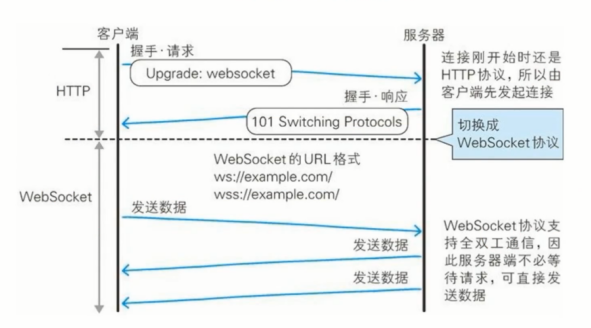 客户端
服务器
握手·请求
Upgrade: websocket
连接刚开始时还是
HTTP协议，所以由
客户端先发起连接
HTTP
握手·响应
101 Switching Protocols
切换成
WebSocket协议
WebSocket的URL格式
ws://example.com/
wss://example.com/
WebSocket
发送数据
发送数据
发送数据
WebSocket协议支
持全双工通信，因
此服务器端不必等
待请求，可直接发
送数据